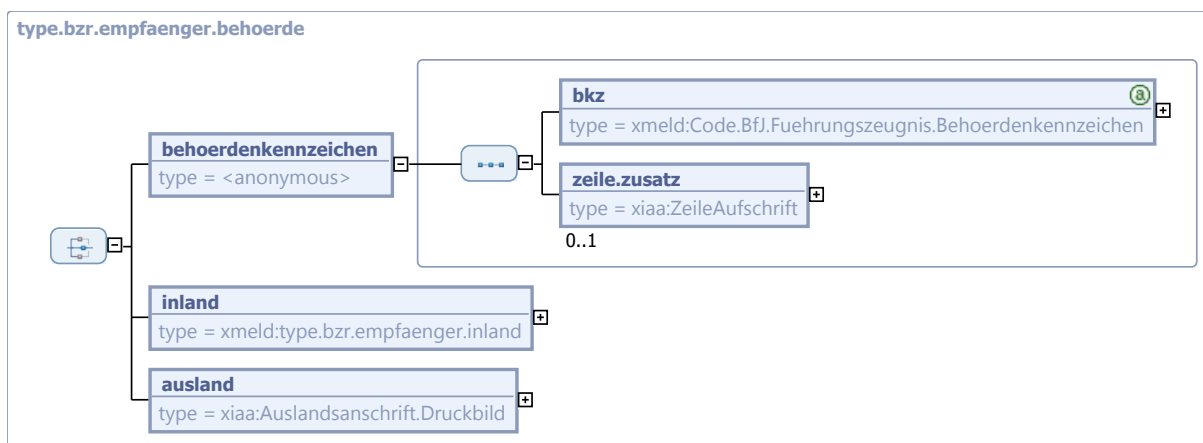 type.bzr.empfaenger.behoerde
bkz
type = xmeld:Code.BfJ.Fuehrungszeugnis.Behoerdenkennzeichen
behoerdenkennzeichen
type = <anonymous>
zeile.zusatz
type = xiaa:ZeileAufschrift
0..1
inland
type = xmeld:type.bzr.empfaenger.inland
ausland
type = xiaa:Auslandsanschrift.Druckbild